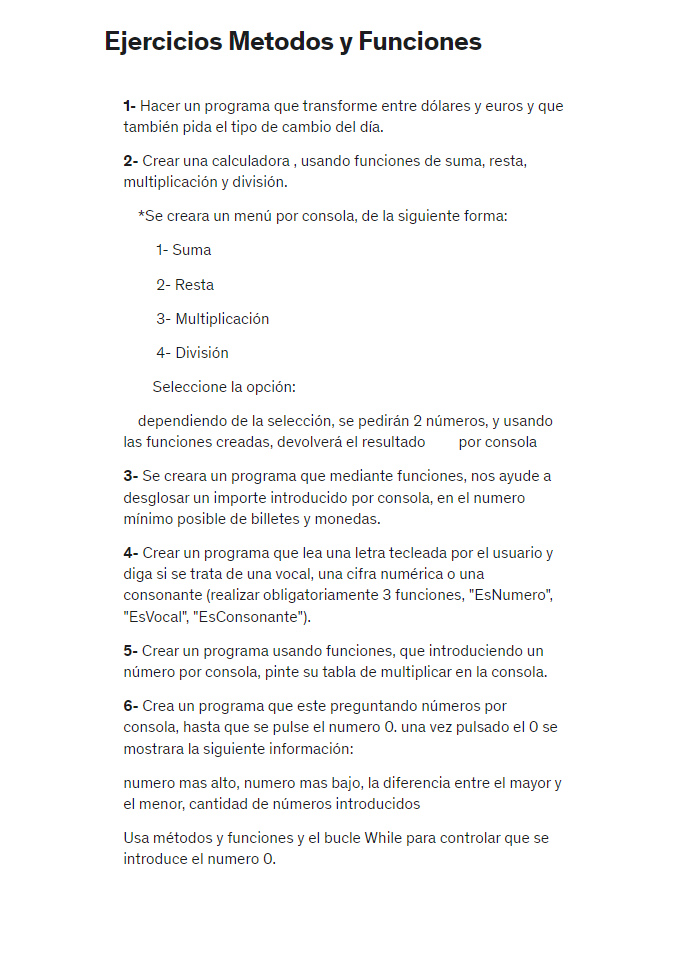 Ejercicios Metodos y Funciones
1- Hacer un programa que transforme entre dólares y euros y que
también pida el tipo de cambio del día.
2- Crear una calculadora , usando funciones de suma, resta,
multiplicación y división.
*Se creara un menú por consola, de la siguiente forma:
1- Suma
2- Resta
3- Multiplicación
4- División
Seleccione la opción:
dependiendo de la selección, se pedirán 2 números, y usando
las funciones creadas, devolverá el resultado por consola
3- Se creara un programa que mediante funciones, nos ayude a
desglosar un importe introducido por consola, en el numero
mínimo posible de billetes y monedas.
4- Crear un programa que lea una letra tecleada por el usuario y
diga si se trata de una vocal, una cifra numérica o una
consonante (realizar obligatoriamente 3 funciones, "EsNumero",
"EsVocal", "EsConsonante").
5- Crear un programa usando funciones, que introduciendo un
número por consola, pinte su tabla de multiplicar en la consola.
6- Crea un programa que este preguntando números por
consola, hasta que se pulse el numero 0. una vez pulsado el 0 se
mostrara la siguiente información:
numero mas alto, numero mas bajo, la diferencia entre el mayor y
el menor, cantidad de números introducidos
Usa métodos y funciones y el bucle While para controlar que se
introduce el numero 0.